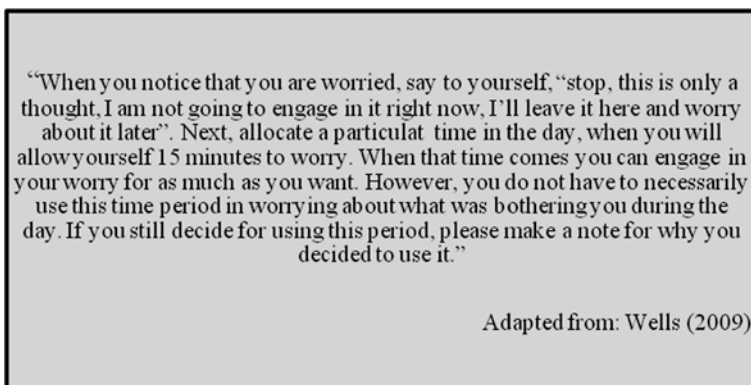 “When you notice that you are worried, say to yourself, “stop, this is only a
thought, I am not going to engage in it right now, I’ll leave it here and worry
about it later”. Next, allocate a particulat time in the day, when you will
allow yourself 15 minutes to worry. When that time comes you can engage in
your worry for as much as you want. However, you do not have to necessarily
use this time period in worrying about what was bothering you during the
day. If you still decide for using this period, please make a note for why you
decided to use it.”
Adapted from: Wells (2009)